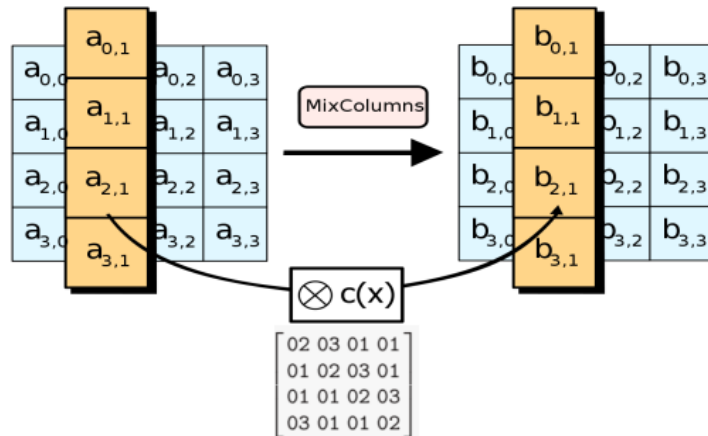 a0,0 a0,1 a0,2 a0,3
a1,0 a1,1 a1,2 a1,3
a2,0 a2,1 a2,2 a2,3
a3,0 a3,1 a3,2 a3,3
MixColumns
b0,0 b0,1 b0,2 b0,3
b1,0 b1,1 b1,2 b1,3
b2,0 b2,1 b2,2 b2,3
b3,0 b3,1 b3,2 b3,3
⊗ c(x)
02 03 01 01
01 02 03 01
01 01 02 03
03 01 01 02